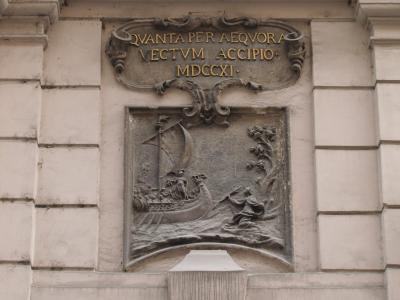 QVANTA PER AEQVORA
VECTVM ACCIPIO
MDCCXI